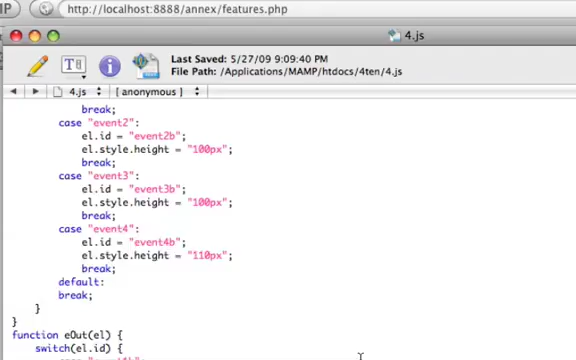 IP http://localhost:8888/annex/features.php
4.js
Last Saved: 5/27/09 9:09:40 PM
File Path: /Applications/MAMP/htdocs/4ten/4.js
4.js [anonymous]
break;
case "event2":
el.id = "event2b";
el.style.height = "100px";
break;
case "event3":
el.id = "event3b";
el.style.height = "100px";
break;
case "event4":
el.id = "event4b";
el.style.height = "110px";
break;
default:
break;
}
}
function eOut(el) {
switch(el.id) {